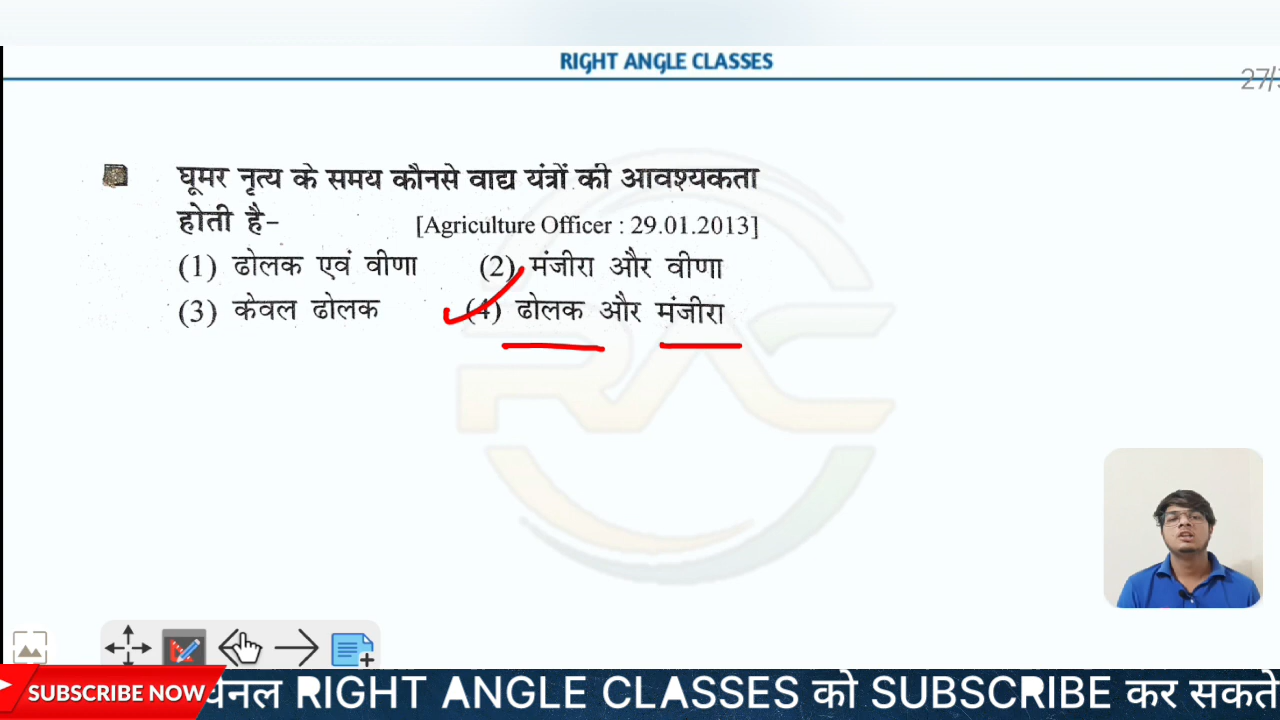 RIGHT ANGLE CLASSES
27/
घूमर नृत्य के समय कौनसे वाद्य यंत्रों की आवश्यकता
होती है- [Agriculture Officer : 29.01.2013]
(1) ढोलक एवं वीणा (2) मंजीरा और वीणा
(3) केवल ढोलक (4) ढोलक और मंजीरा
RAC
SUBSCRIBE NOW चैनल RIGHT ANGLE CLASSES को SUBSCRIBE कर सकते